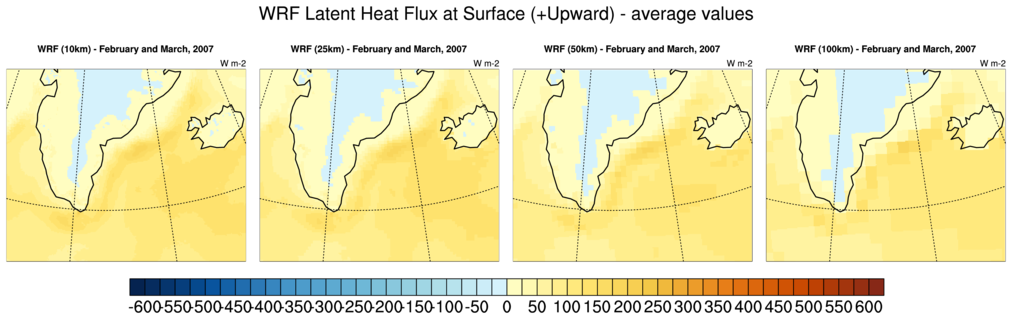 WRF Latent Heat Flux at Surface (+Upward) - average values
WRF (10km) - February and March, 2007
W m-2
WRF (25km) - February and March, 2007
W m-2
WRF (50km) - February and March, 2007
W m-2
WRF (100km) - February and March, 2007
W m-2
-600-550-500-450-400-350-300-250-200-150-100 -50 0 50 100 150 200 250 300 350 400 450 500 550 600